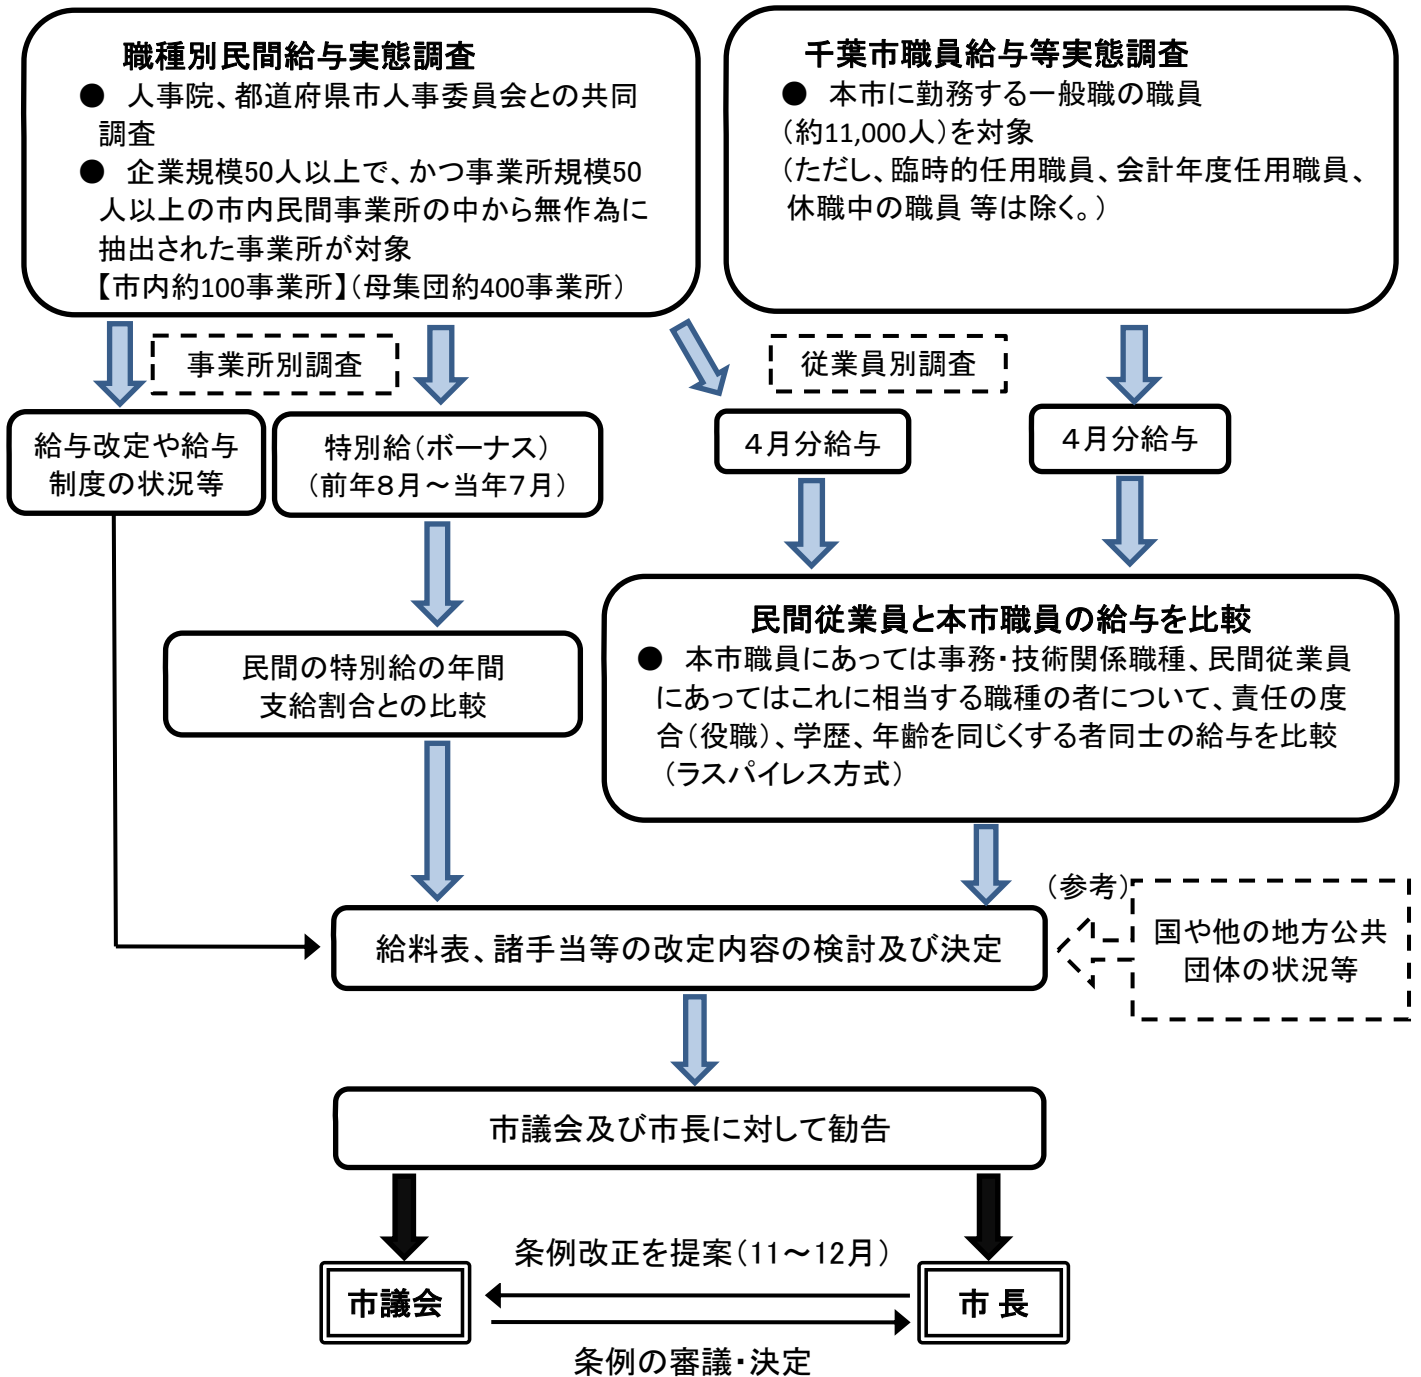 職種別民間給与実態調査
● 人事院、都道府県市人事委員会との共同
調査
● 企業規模50人以上で、かつ事業所規模50
人以上の市内民間事業所の中から無作為に
抽出された事業所が対象
【市内約100事業所】（母集団約400事業所）
千葉市職員給与等実態調査
● 本市に勤務する一般職の職員
（約11,000人）を対象
（ただし、臨時的任用職員、会計年度任用職員、
休職中の職員 等は除く。）
事業所別調査
従業員別調査
給与改定や給与
制度の状況等
特別給（ボーナス）
（前年８月～当年７月）
４月分給与
４月分給与
民間の特別給の年間
支給割合との比較
民間従業員と本市職員の給与を比較
● 本市職員にあっては事務・技術関係職種、民間従業員
にあってはこれに相当する職種の者について、責任の度
合（役職）、学歴、年齢を同じくする者同士の給与を比較
（ラスパイレス方式）
（参考）
国や他の地方公共
団体の状況等
給料表、諸手当等の改定内容の検討及び決定
市議会及び市長に対して勧告
条例改正を提案（11～12月）
市議会
市 長
条例の審議・決定